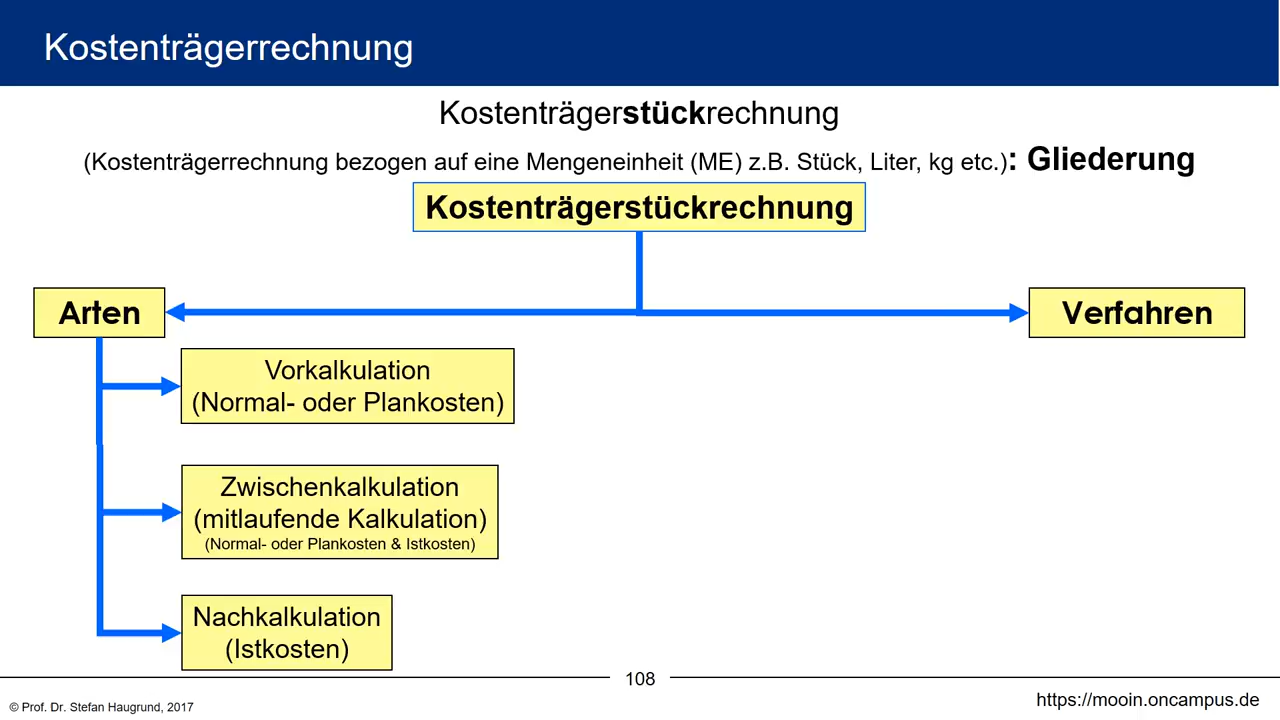 Kostenträgerrechnung
Kostenträgerstückrechnung
(Kostenträgerrechnung bezogen auf eine Mengeneinheit (ME) z.B. Stück, Liter, kg etc.): Gliederung
Kostenträgerstückrechnung
Arten
Verfahren
Vorkalkulation
(Normal- oder Plankosten)
Zwischenkalkulation
(mitlaufende Kalkulation)
(Normal- oder Plankosten & Istkosten)
Nachkalkulation
(Istkosten)
108
© Prof. Dr. Stefan Haugrund, 2017
https://mooin.oncampus.de